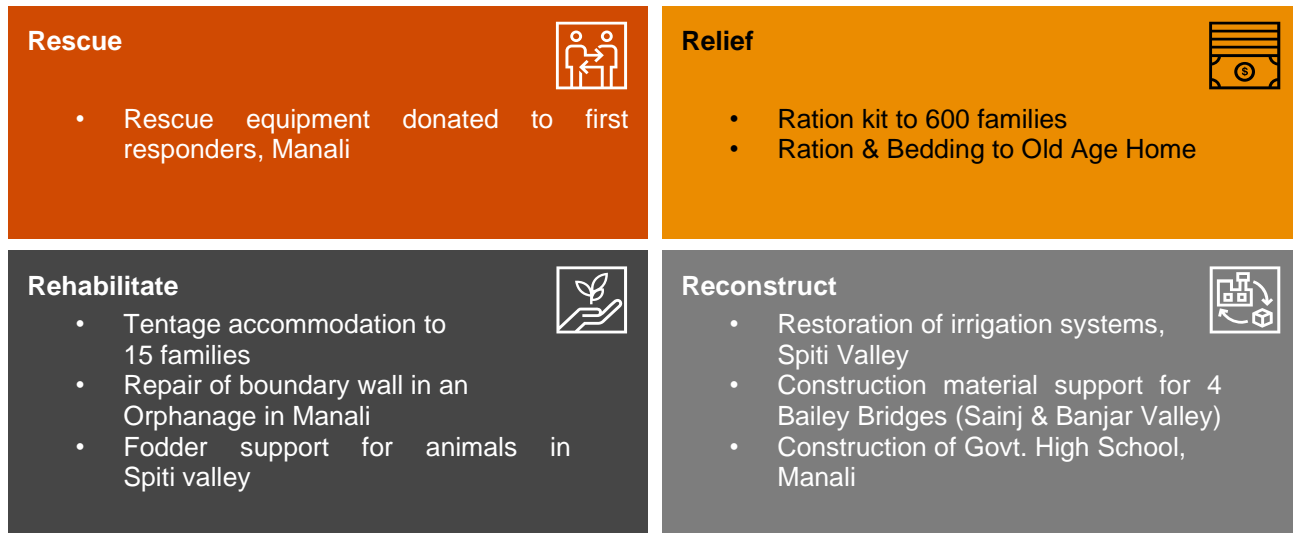 Rescue
• Rescue equipment donated to first
responders, Manali
Relief
$
• Ration kit to 600 families
• Ration & Bedding to Old Age Home
Rehabilitate
• Tentage accommodation to
15 families
• Repair of boundary wall in an
Orphanage in Manali
• Fodder support for animals in
Spiti valley
Reconstruct
• Restoration of irrigation systems,
Spiti Valley
• Construction material support for 4
Bailey Bridges (Sainj & Banjar Valley)
• Construction of Govt. High School,
Manali